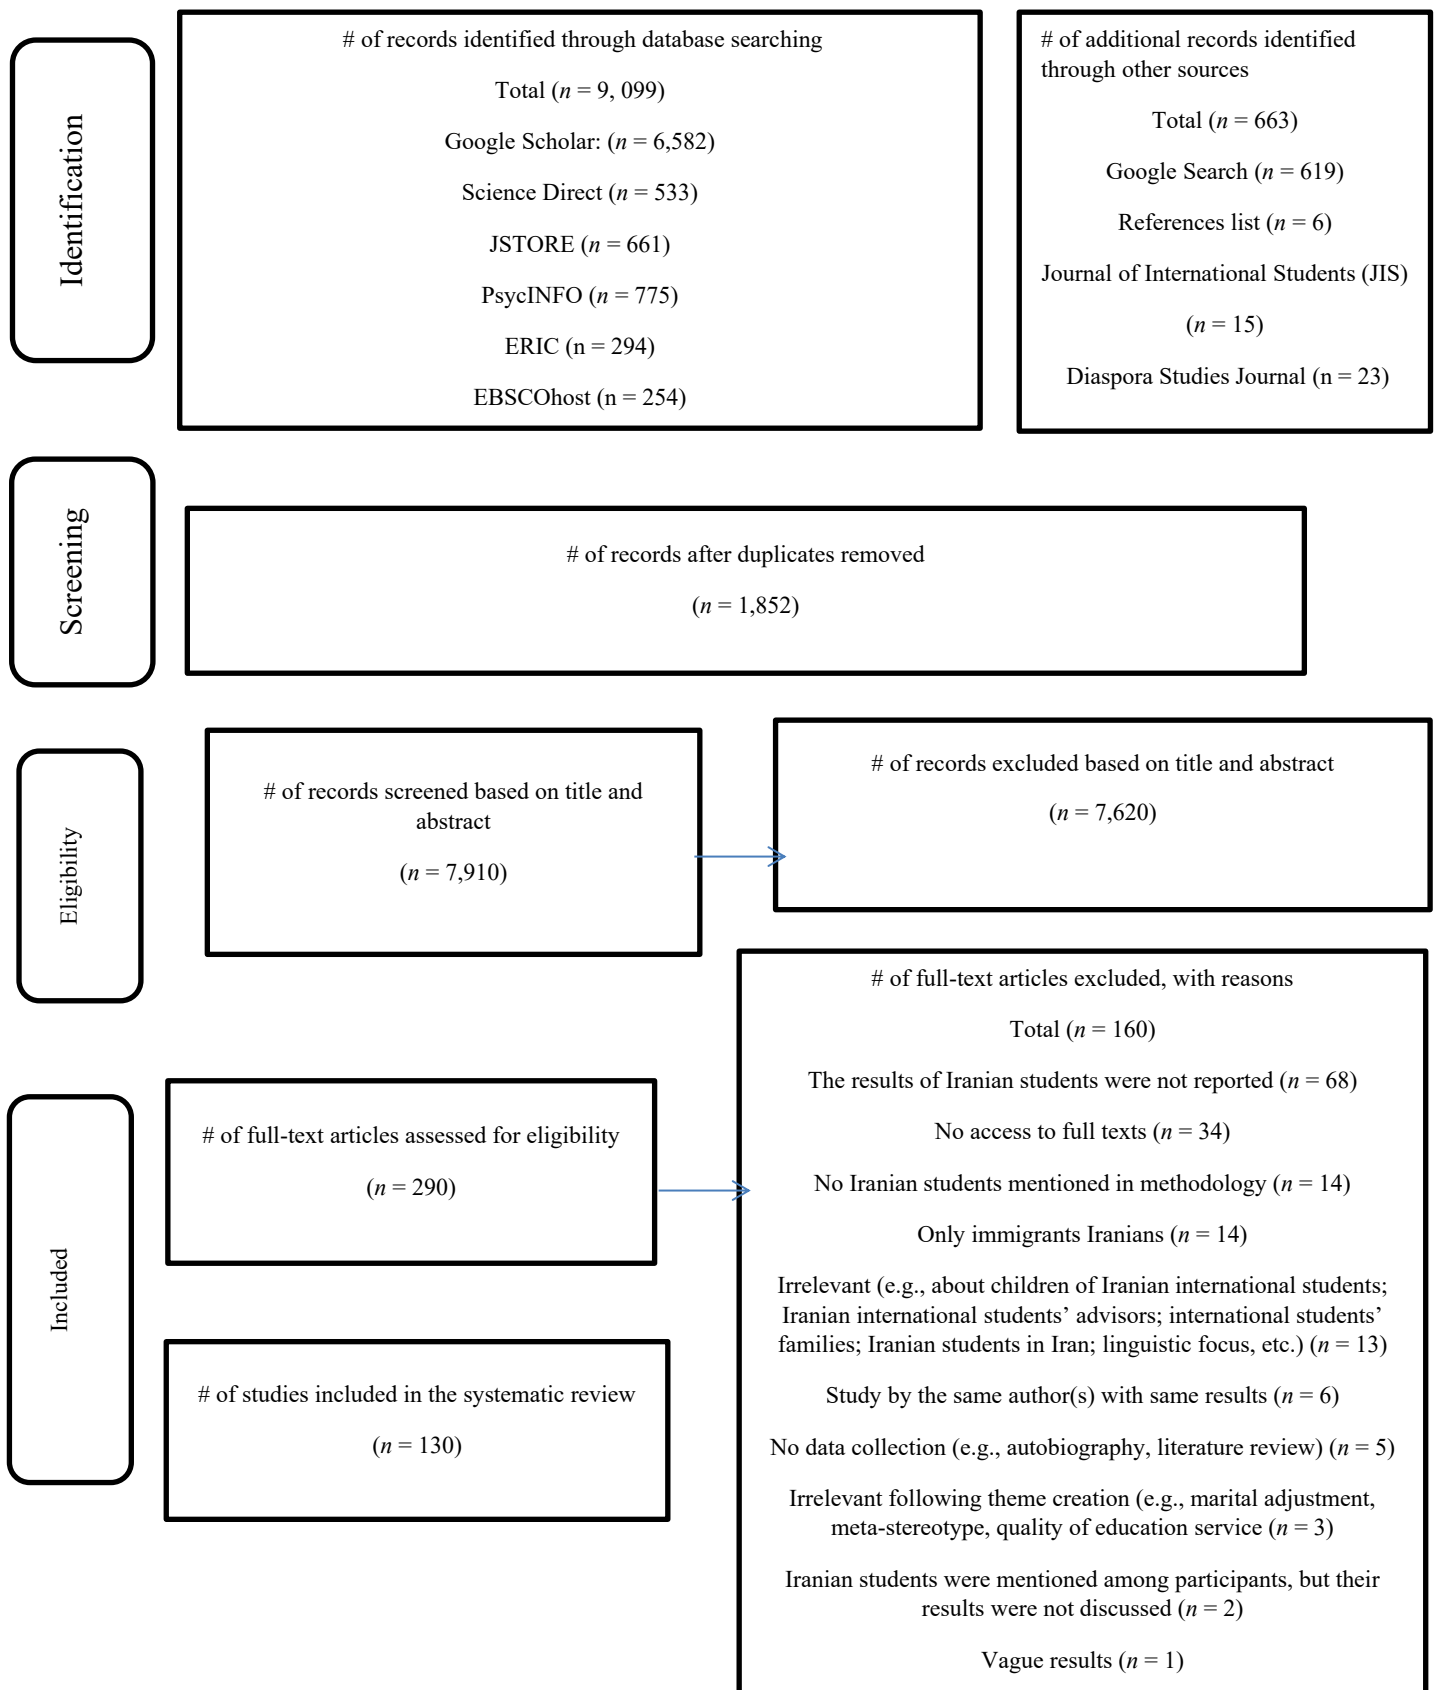 Identification
# of records identified through database searching
Total (n = 9, 099)
Google Scholar: (n = 6,582)
Science Direct (n = 533)
JSTORE (n = 661)
PsycINFO (n = 775)
ERIC (n = 294)
EBSCOhost (n = 254)
# of additional records identified
through other sources
Total (n = 663)
Google Search (n = 619)
References list (n = 6)
Journal of International Students (JIS)
(n = 15)
Diaspora Studies Journal (n = 23)
Screening
# of records after duplicates removed
(n = 1,852)
Eligibility
# of records screened based on title and
abstract
(n = 7,910)
# of records excluded based on title and abstract
(n = 7,620)
Included
# of full-text articles assessed for eligibility
(n = 290)
# of full-text articles excluded, with reasons
Total (n = 160)
The results of Iranian students were not reported (n = 68)
No access to full texts (n = 34)
No Iranian students mentioned in methodology (n = 14)
Only immigrants Iranians (n = 14)
Irrelevant (e.g., about children of Iranian international students;
Iranian international students’ advisors; international students’
families; Iranian students in Iran; linguistic focus, etc.) (n = 13)
Study by the same author(s) with same results (n = 6)
No data collection (e.g., autobiography, literature review) (n = 5)
Irrelevant following theme creation (e.g., marital adjustment,
meta-stereotype, quality of education service (n = 3)
Iranian students were mentioned among participants, but their
results were not discussed (n = 2)
Vague results (n = 1)
# of studies included in the systematic review
(n = 130)